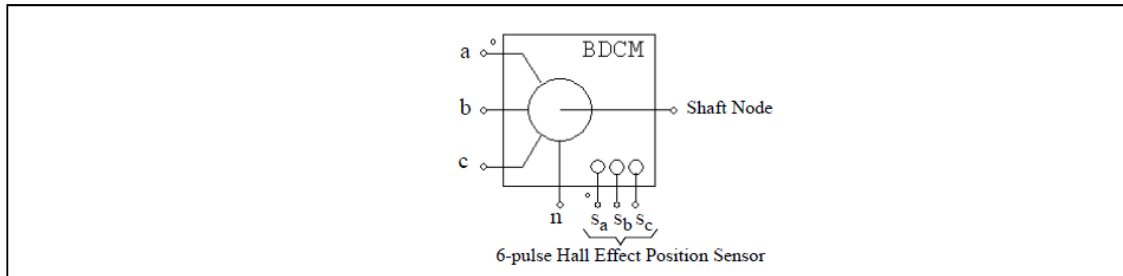 BDCM
a
b
Shaft Node
c
n
sa sb sc
6-pulse Hall Effect Position Sensor